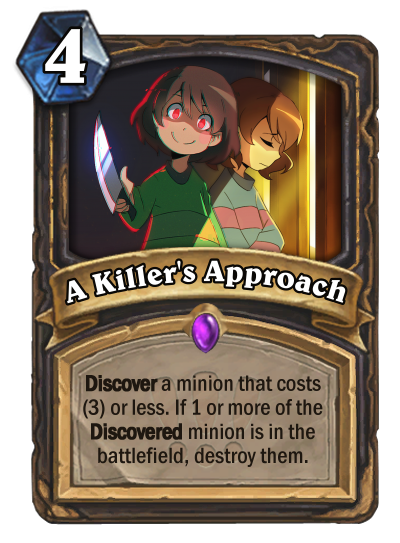 4
A Killer's Approach
Discover a minion that costs
(3) or less. If 1 or more of the
Discovered minion is in the
battlefield, destroy them.